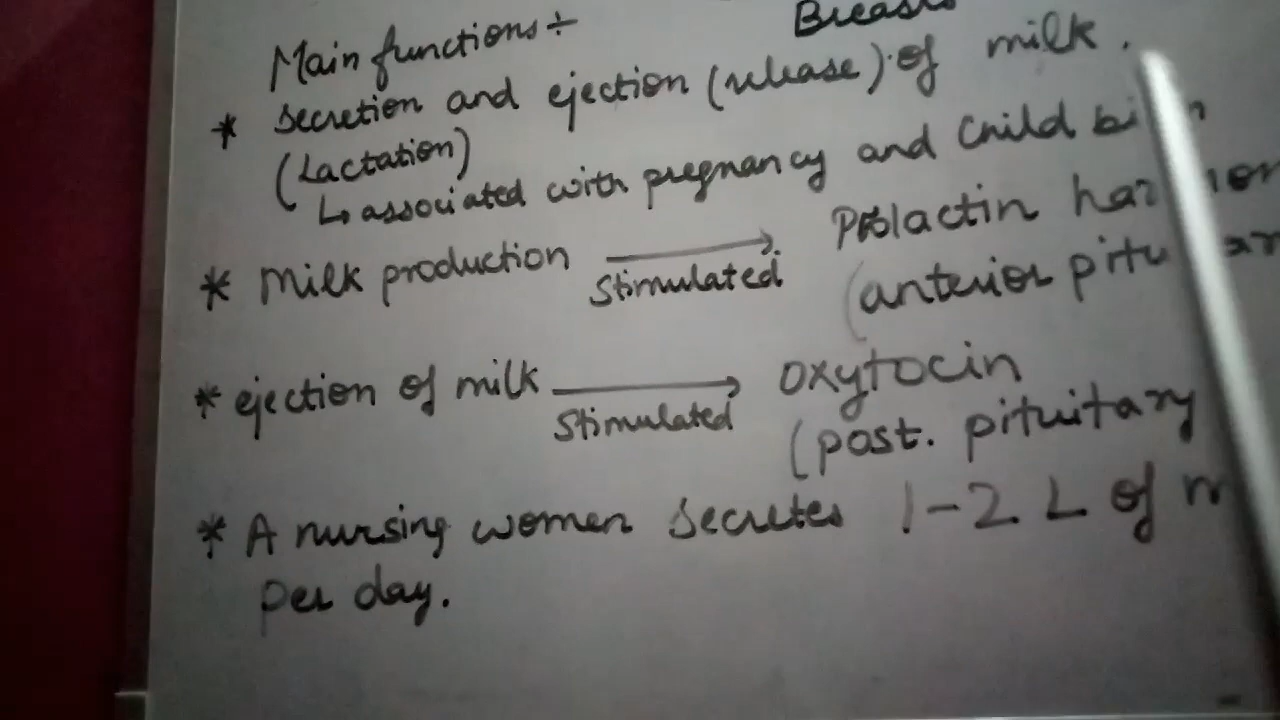 Breasts
Main functions÷
* Secretion and ejection (release) of milk.
(Lactation)
↳ associated with pregnancy and Child
* Milk production ⟶ Prolactin
Stimulated (anterior
* ejection of milk ⟶ Oxytocin
Stimulated (post. pituitary
* A nursing women secretes 1-2 L of
per day.